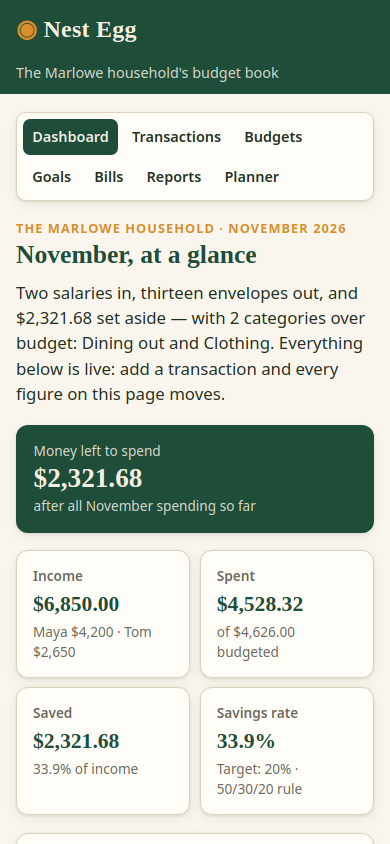 Nest Egg
The Marlowe household's budget book
Dashboard Transactions Budgets
Goals Bills Reports Planner
THE MARLOWE HOUSEHOLD · NOVEMBER 2026
November, at a glance
Two salaries in, thirteen envelopes out, and
$2,321.68 set aside — with 2 categories over
budget: Dining out and Clothing. Everything
below is live: add a transaction and every
figure on this page moves.
Money left to spend
$2,321.68
after all November spending so far
Income
$6,850.00
Maya $4,200 · Tom
$2,650
Spent
$4,528.32
of $4,626.00
budgeted
Saved
$2,321.68
33.9% of income
Savings rate
33.9%
Target: 20% ·
50/30/20 rule